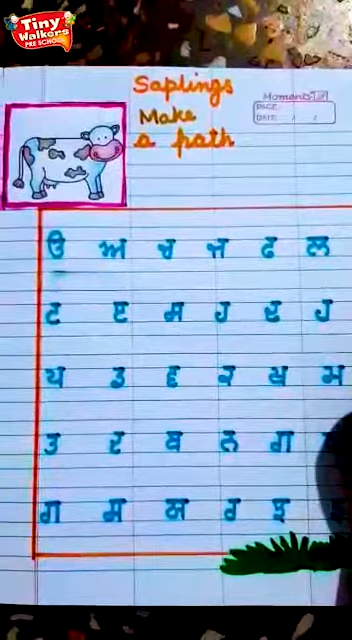 Tiny
Walkers
PRE SCHOOL
Saplings
Make
a path
Moments
PAGE
DATE / /
ੳ ਅ ਚ ਜ ਫ ਲ
ਟ ੲ ਸ ਹ ਦ ਹ
ਪ ਤ ਵ ਖ ਸ
ਤ ਟ ਬ ਨ ਗ
ਗ ਸ ਲ ਰ ਝ